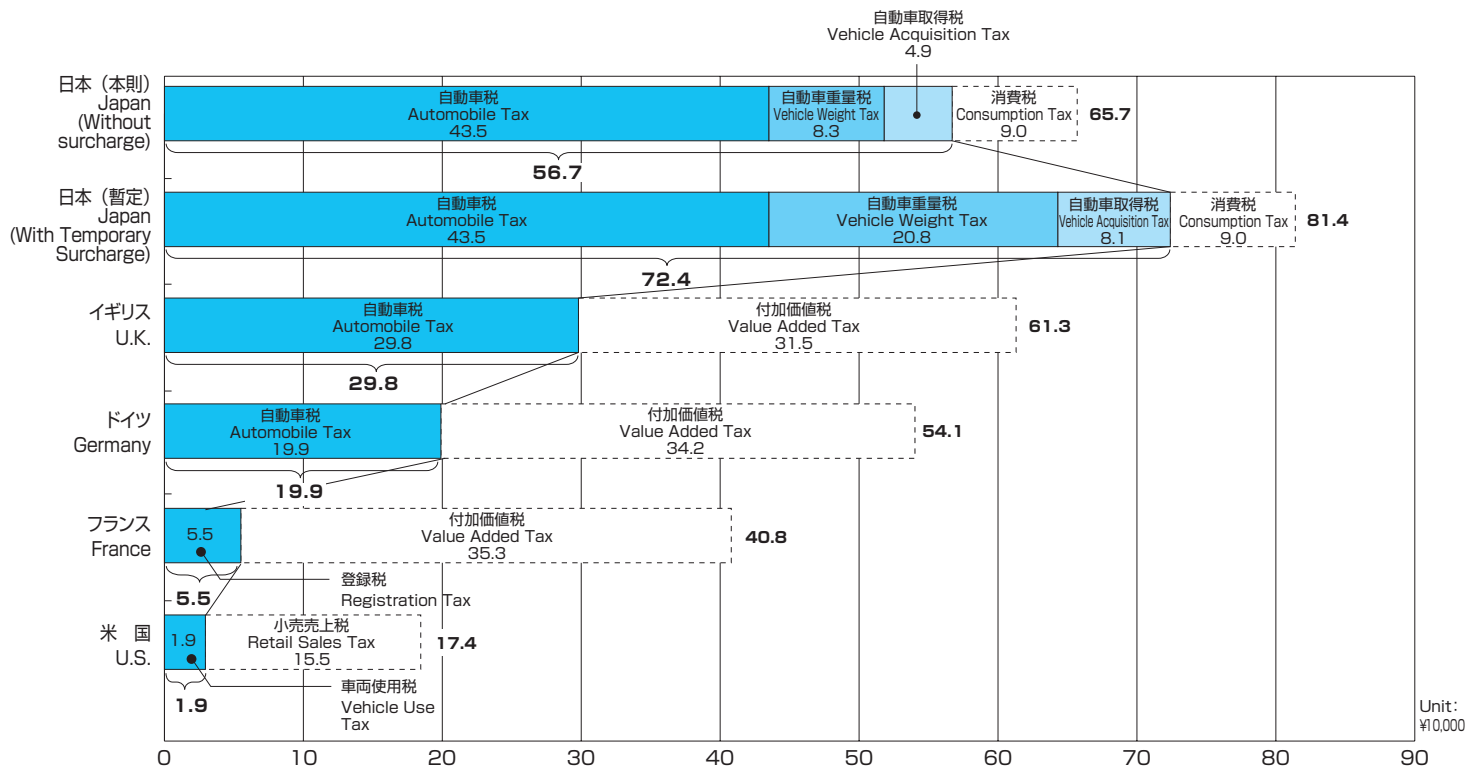 自動車取得税
Vehicle Acquisition Tax
4.9
日本（本則）
Japan
(Without
surcharge)
自動車税
Automobile Tax
43.5
自動車重量税
Vehicle Weight Tax
8.3
消費税
Consumption Tax
9.0
65.7
56.7
日本（暫定）
Japan
(With Temporary
Surcharge)
自動車税
Automobile Tax
43.5
自動車重量税
Vehicle Weight Tax
20.8
自動車取得税
Vehicle Acquisition Tax
8.1
消費税
Consumption Tax
9.0
81.4
72.4
イギリス
U.K.
自動車税
Automobile Tax
29.8
付加価値税
Value Added Tax
31.5
61.3
29.8
ドイツ
Germany
自動車税
Automobile Tax
19.9
付加価値税
Value Added Tax
34.2
54.1
19.9
フランス
France
5.5
付加価値税
Value Added Tax
35.3
40.8
5.5
登録税
Registration Tax
米　国
U.S.
1.9
小売売上税
Retail Sales Tax
15.5
17.4
1.9
車両使用税
Vehicle Use
Tax
Unit:
¥10,000
0 10 20 30 40 50 60 70 80 90